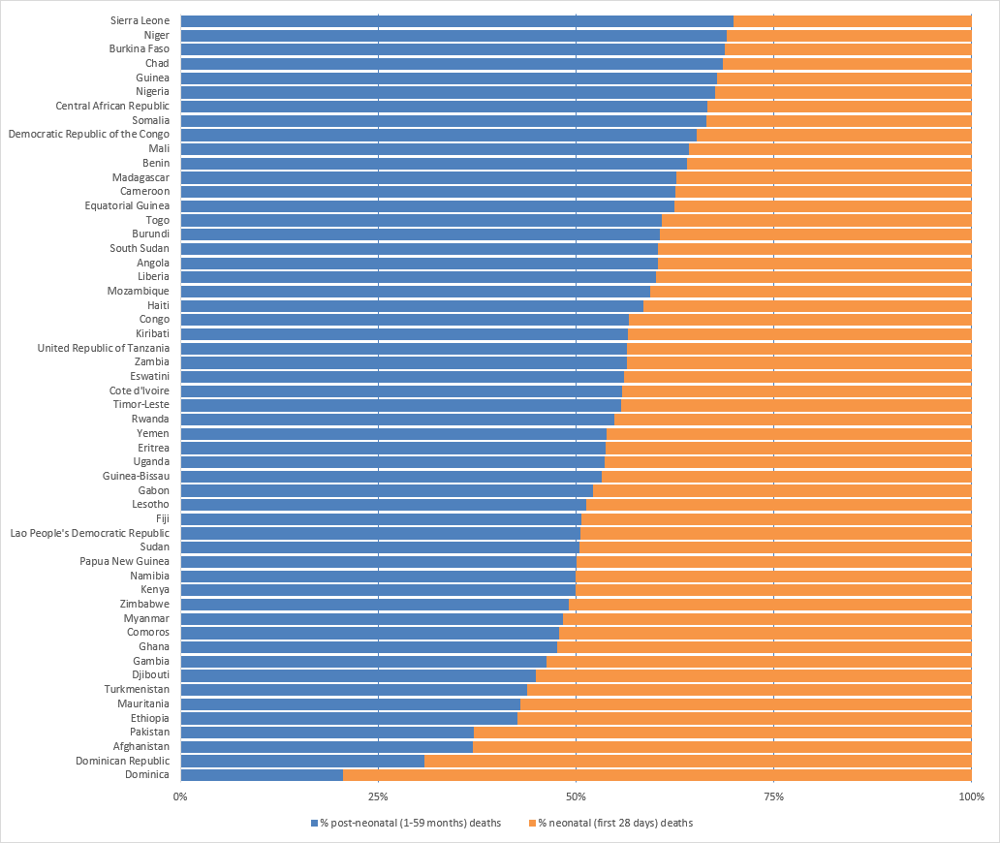 Sierra Leone
Niger
Burkina Faso
Chad
Guinea
Nigeria
Central African Republic
Somalia
Democratic Republic of the Congo
Mali
Benin
Madagascar
Cameroon
Equatorial Guinea
Togo
Burundi
South Sudan
Angola
Liberia
Mozambique
Haiti
Congo
Kiribati
United Republic of Tanzania
Zambia
Eswatini
Cote d'Ivoire
Timor-Leste
Rwanda
Yemen
Eritrea
Uganda
Guinea-Bissau
Gabon
Lesotho
Fiji
Lao People's Democratic Republic
Sudan
Papua New Guinea
Namibia
Kenya
Zimbabwe
Myanmar
Comoros
Ghana
Gambia
Djibouti
Turkmenistan
Mauritania
Ethiopia
Pakistan
Afghanistan
Dominican Republic
Dominica
0% 25% 50% 75% 100%
% post-neonatal (1-59 months) deaths % neonatal (first 28 days) deaths